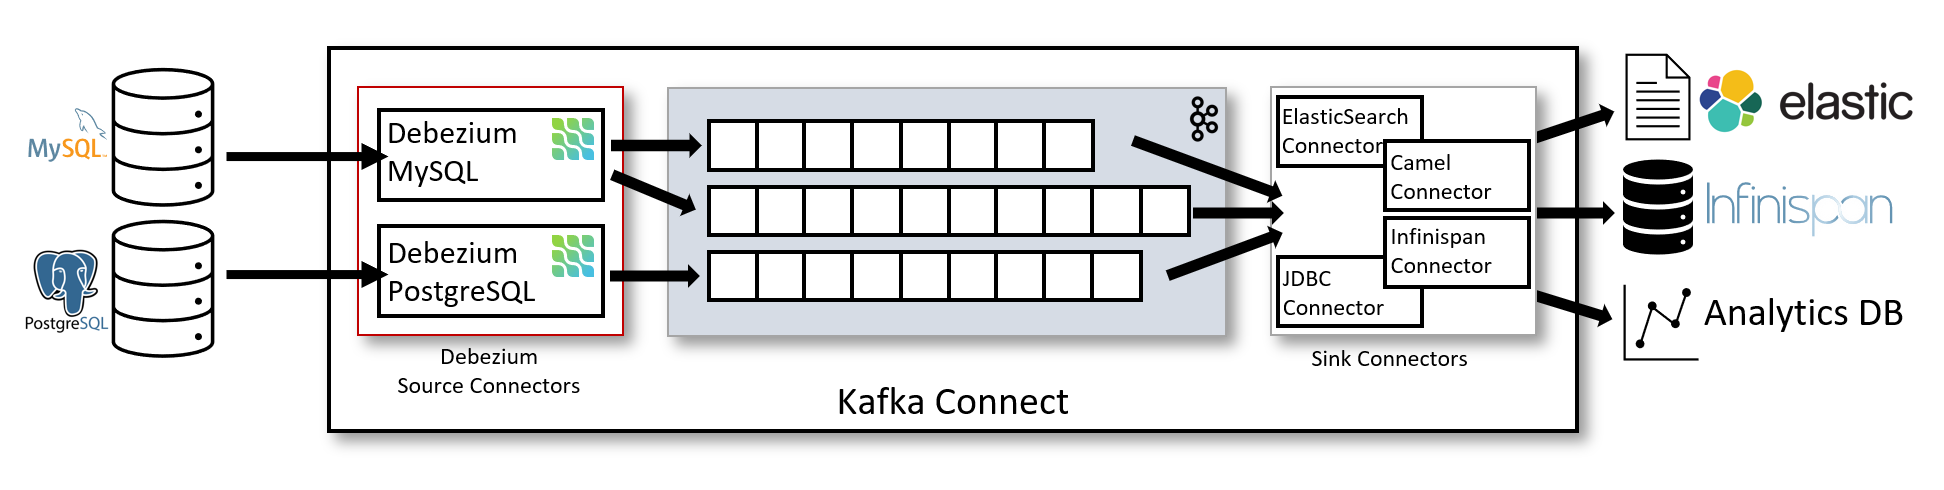 MySQL
PostgreSQL
Debezium
MySQL
Debezium
PostgreSQL
Debezium
Source Connectors
Kafka Connect
ElasticSearch
Connector
Camel
Connector
Infinispan
Connector
JDBC
Connector
Sink Connectors
elastic
Infinispan
Analytics DB